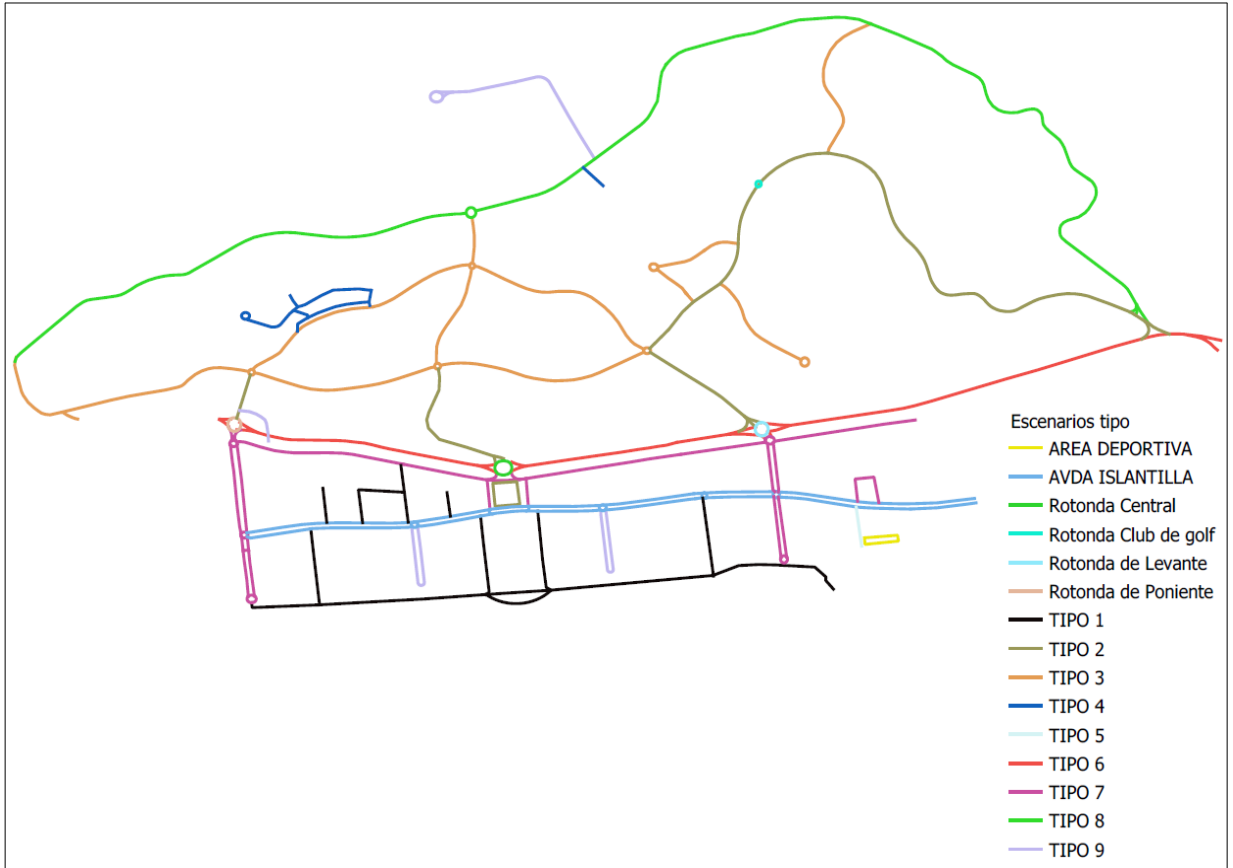 Escenarios tipo
AREA DEPORTIVA
AVDA ISLANTILLA
Rotonda Central
Rotonda Club de golf
Rotonda de Levante
Rotonda de Poniente
TIPO 1
TIPO 2
TIPO 3
TIPO 4
TIPO 5
TIPO 6
TIPO 7
TIPO 8
TIPO 9